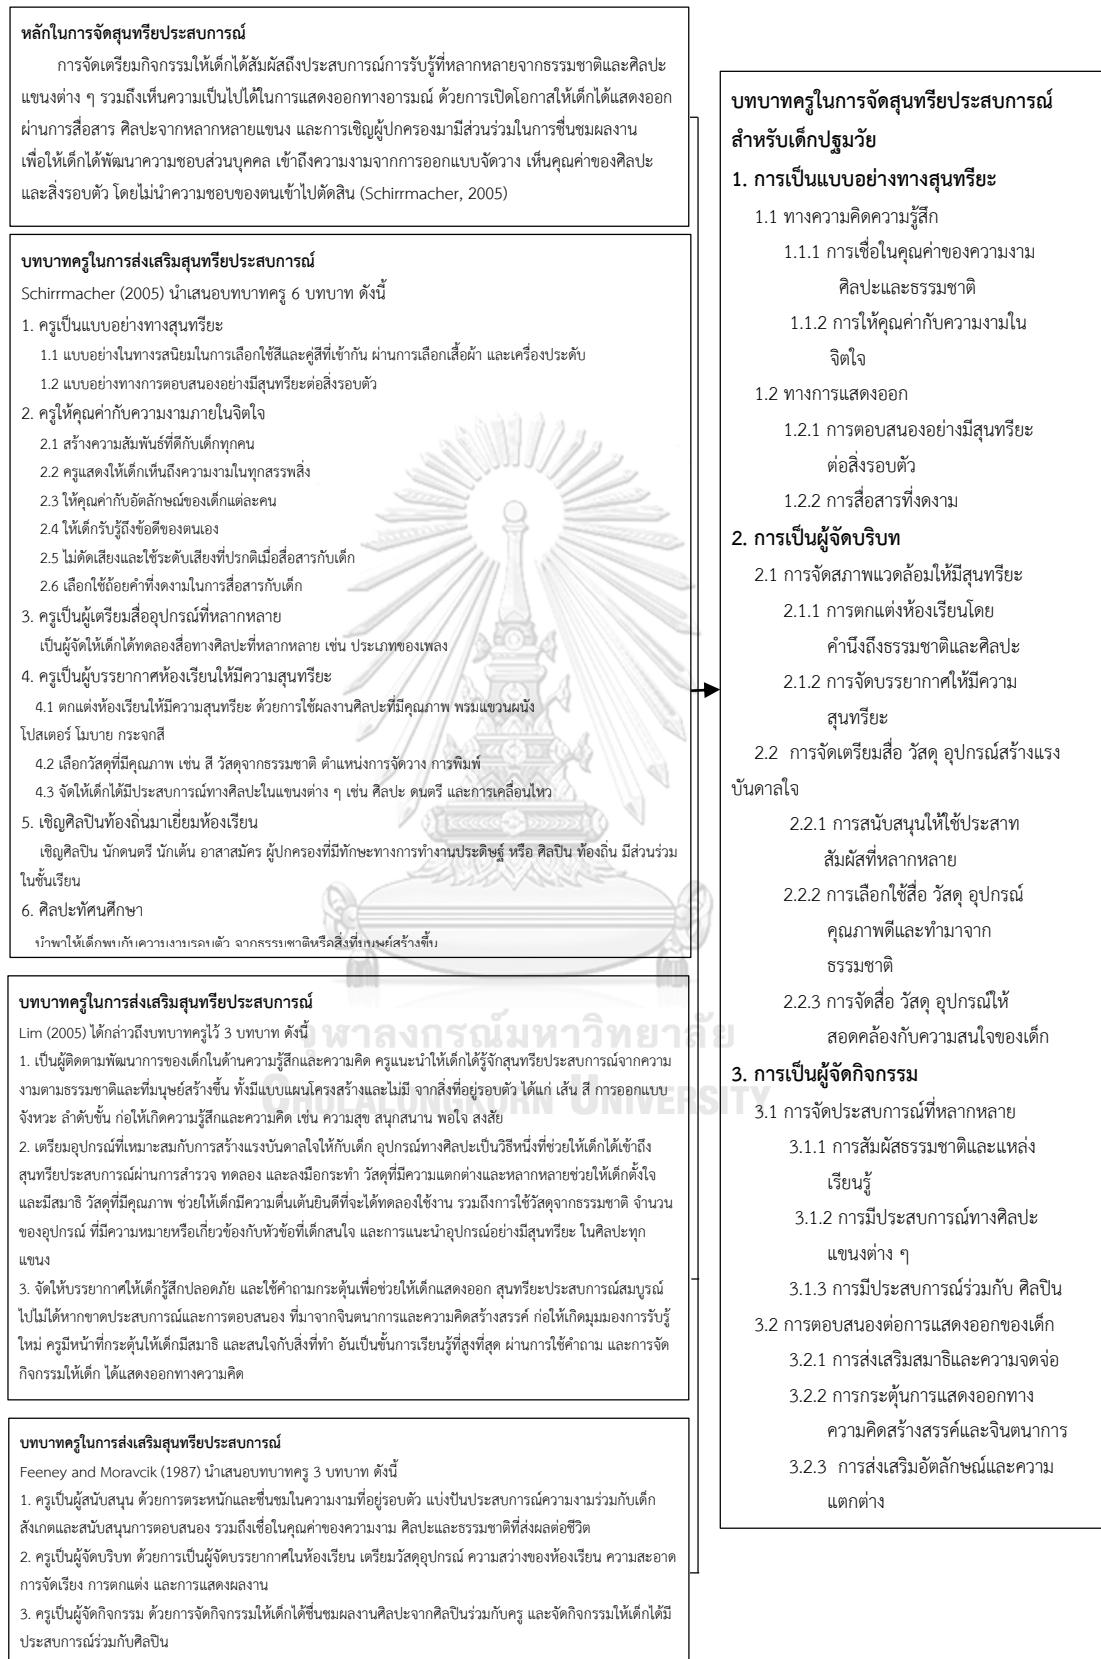 หลักในการจัดสุนทรียประสบการณ์
การจัดเตรียมกิจกรรมให้เด็กได้สัมผัสถึงประสบการณ์การรับรู้ที่หลากหลายจากธรรมชาติและศิลปะ
แขนงต่าง ๆ รวมถึงเห็นความเป็นไปได้ในการแสดงออกทางอารมณ์ ด้วยการเปิดโอกาสให้เด็กได้แสดงออก
ผ่านการสื่อสาร ศิลปะจากหลากหลายแขนง และการเชิญผู้ปกครองมามีส่วนร่วมในการชื่นชมผลงาน
เพื่อให้เด็กได้พัฒนาความชอบส่วนบุคคล เข้าถึงความงามจากการออกแบบจัดวาง เห็นคุณค่าของศิลปะ
และสิ่งรอบตัว โดยไม่นำความชอบของตนเข้าไปตัดสิน (Schirrmacher, 2005)
บทบาทครูในการส่งเสริมสุนทรียประสบการณ์
Schirrmacher (2005) นำเสนอบทบาทครู 6 บทบาท ดังนี้
1. ครูเป็นแบบอย่างทางสุนทรียะ
1.1 แบบอย่างในทางรสนิยมในการเลือกใช้สีและคู่สีที่เข้ากัน ผ่านการเลือกเสื้อผ้า และเครื่องประดับ
1.2 แบบอย่างทางการตอบสนองอย่างมีสุนทรียะต่อสิ่งรอบตัว
2. ครูให้คุณค่ากับความงามภายในจิตใจ
2.1 สร้างความสัมพันธ์ที่ดีกับเด็กทุกคน
2.2 ครูแสดงให้เด็กเห็นถึงความงามในทุกสรรพสิ่ง
2.3 ให้คุณค่ากับอัตลักษณ์ของเด็กแต่ละคน
2.4 ให้เด็กรับรู้ถึงข้อดีของตนเอง
2.5 ไม่ดัดเสียงและใช้ระดับเสียงที่ปรกติเมื่อสื่อสารกับเด็ก
2.6 เลือกใช้ถ้อยคำที่งดงามในการสื่อสารกับเด็ก
3. ครูเป็นผู้เตรียมสื่ออุปกรณ์ที่หลากหลาย
เป็นผู้จัดให้เด็กได้ทดลองสื่อทางศิลปะที่หลากหลาย เช่น ประเภทของเพลง
4. ครูเป็นผู้บรรยากาศห้องเรียนให้มีความสุนทรียะ
4.1 ตกแต่งห้องเรียนให้มีความสุนทรียะ ด้วยการใช้ผลงานศิลปะที่มีคุณภาพ พรมแขวนผนัง
โปสเตอร์ โมบาย กระจกสี
4.2 เลือกวัสดุที่มีคุณภาพ เช่น สี วัสดุจากธรรมชาติ ตำแหน่งการจัดวาง การพิมพ์
4.3 จัดให้เด็กได้มีประสบการณ์ทางศิลปะในแขนงต่าง ๆ เช่น ศิลปะ ดนตรี และการเคลื่อนไหว
5. เชิญศิลปินท้องถิ่นมาเยี่ยมห้องเรียน
เชิญศิลปิน นักดนตรี นักเต้น อาสาสมัคร ผู้ปกครองที่มีทักษะทางการทำงานประดิษฐ์ หรือ ศิลปิน ท้องถิ่น มีส่วนร่วม
ในชั้นเรียน
6. ศิลปะทัศนศึกษา
นำพาให้เด็กพบกับความงามรอบตัว จากธรรมชาติหรือสิ่งที่มนุษย์สร้างขึ้น
บทบาทครูในการส่งเสริมสุนทรียประสบการณ์
Lim (2005) ได้กล่าวถึงบทบาทครูไว้ 3 บทบาท ดังนี้
1. เป็นผู้ติดตามพัฒนาการของเด็กในด้านความรู้สึกและความคิด ครูแนะนำให้เด็กได้รู้จักสุนทรียประสบการณ์จากความ
งามตามธรรมชาติและที่มนุษย์สร้างขึ้น ทั้งมีแบบแผนโครงสร้างและไม่มี จากสิ่งที่อยู่รอบตัว ได้แก่ เส้น สี การออกแบบ
จังหวะ ลำดับชั้น ก่อให้เกิดความรู้สึกและความคิด เช่น ความสุข สนุกสนาน พอใจ สงสัย
2. เตรียมอุปกรณ์ที่เหมาะสมกับการสร้างแรงบันดาลใจให้กับเด็ก อุปกรณ์ทางศิลปะเป็นวิธีหนึ่งที่ช่วยให้เด็กได้เข้าถึง
สุนทรียประสบการณ์ผ่านการสำรวจ ทดลอง และลงมือกระทำ วัสดุที่มีความแตกต่างและหลากหลายช่วยให้เด็กตั้งใจ
และมีสมาธิ วัสดุที่มีคุณภาพ ช่วยให้เด็กมีความตื่นเต้นยินดีที่จะได้ทดลองใช้งาน รวมถึงการใช้วัสดุจากธรรมชาติ จำนวน
ของอุปกรณ์ ที่มีความหมายหรือเกี่ยวข้องกับหัวข้อที่เด็กสนใจ และการแนะนำอุปกรณ์อย่างมีสุนทรียะ ในศิลปะทุก
แขนง
3. จัดให้บรรยากาศให้เด็กรู้สึกปลอดภัย และใช้คำถามกระตุ้นเพื่อช่วยให้เด็กแสดงออก สุนทรียะประสบการณ์สมบูรณ์
ไปไม่ได้หากขาดประสบการณ์และการตอบสนอง ที่มาจากจินตนาการและความคิดสร้างสรรค์ ก่อให้เกิดมุมมองการรับรู้
ใหม่ ครูมีหน้าที่กระตุ้นให้เด็กมีสมาธิ และสนใจกับสิ่งที่ทำ อันเป็นขั้นการเรียนรู้ที่สูงที่สุด ผ่านการใช้คำถาม และการจัด
กิจกรรมให้เด็ก ได้แสดงออกทางความคิด
บทบาทครูในการส่งเสริมสุนทรียประสบการณ์
Feeney and Moravcik (1987) นำเสนอบทบาทครู 3 บทบาท ดังนี้
1. ครูเป็นผู้สนับสนุน ด้วยการตระหนักและชื่นชมในความงามที่อยู่รอบตัว แบ่งปันประสบการณ์ความงามร่วมกับเด็ก
สังเกตและสนับสนุนการตอบสนอง รวมถึงเชื่อในคุณค่าของความงาม ศิลปะและธรรมชาติที่ส่งผลต่อชีวิต
2. ครูเป็นผู้จัดบริบท ด้วยการเป็นผู้จัดบรรยากาศในห้องเรียน เตรียมวัสดุอุปกรณ์ ความสว่างของห้องเรียน ความสะอาด
การจัดเรียง การตกแต่ง และการแสดงผลงาน
3. ครูเป็นผู้จัดกิจกรรม ด้วยการจัดกิจกรรมให้เด็กได้ชื่นชมผลงานศิลปะจากศิลปินร่วมกับครู และจัดกิจกรรมให้เด็กได้มี
ประสบการณ์ร่วมกับศิลปิน
บทบาทครูในการจัดสุนทรียประสบการณ์
สำหรับเด็กปฐมวัย
1. การเป็นแบบอย่างทางสุนทรียะ
1.1 ทางความคิดความรู้สึก
1.1.1 การเชื่อในคุณค่าของความงาม
ศิลปะและธรรมชาติ
1.1.2 การให้คุณค่ากับความงามใน
จิตใจ
1.2 ทางการแสดงออก
1.2.1 การตอบสนองอย่างมีสุนทรียะ
ต่อสิ่งรอบตัว
1.2.2 การสื่อสารที่งดงาม
2. การเป็นผู้จัดบริบท
2.1 การจัดสภาพแวดล้อมให้มีสุนทรียะ
2.1.1 การตกแต่งห้องเรียนโดย
คำนึงถึงธรรมชาติและศิลปะ
2.1.2 การจัดบรรยากาศให้มีความ
สุนทรียะ
2.2 การจัดเตรียมสื่อ วัสดุ อุปกรณ์สร้างแรง
บันดาลใจ
2.2.1 การสนับสนุนให้ใช้ประสาท
สัมผัสที่หลากหลาย
2.2.2 การเลือกใช้สื่อ วัสดุ อุปกรณ์
คุณภาพดีและทำมาจาก
ธรรมชาติ
2.2.3 การจัดสื่อ วัสดุ อุปกรณ์ให้
สอดคล้องกับความสนใจของเด็ก
3. การเป็นผู้จัดกิจกรรม
3.1 การจัดประสบการณ์ที่หลากหลาย
3.1.1 การสัมผัสธรรมชาติและแหล่ง
เรียนรู้
3.1.2 การมีประสบการณ์ทางศิลปะ
แขนงต่าง ๆ
3.1.3 การมีประสบการณ์ร่วมกับ ศิลปิน
3.2 การตอบสนองต่อการแสดงออกของเด็ก
3.2.1 การส่งเสริมสมาธิและความจดจ่อ
3.2.2 การกระตุ้นการแสดงออกทาง
ความคิดสร้างสรรค์และจินตนาการ
3.2.3 การส่งเสริมอัตลักษณ์และความ
แตกต่าง
จุฬาลงกรณ์มหาวิทยาลัย
CHULALONGKORN UNIVERSITY